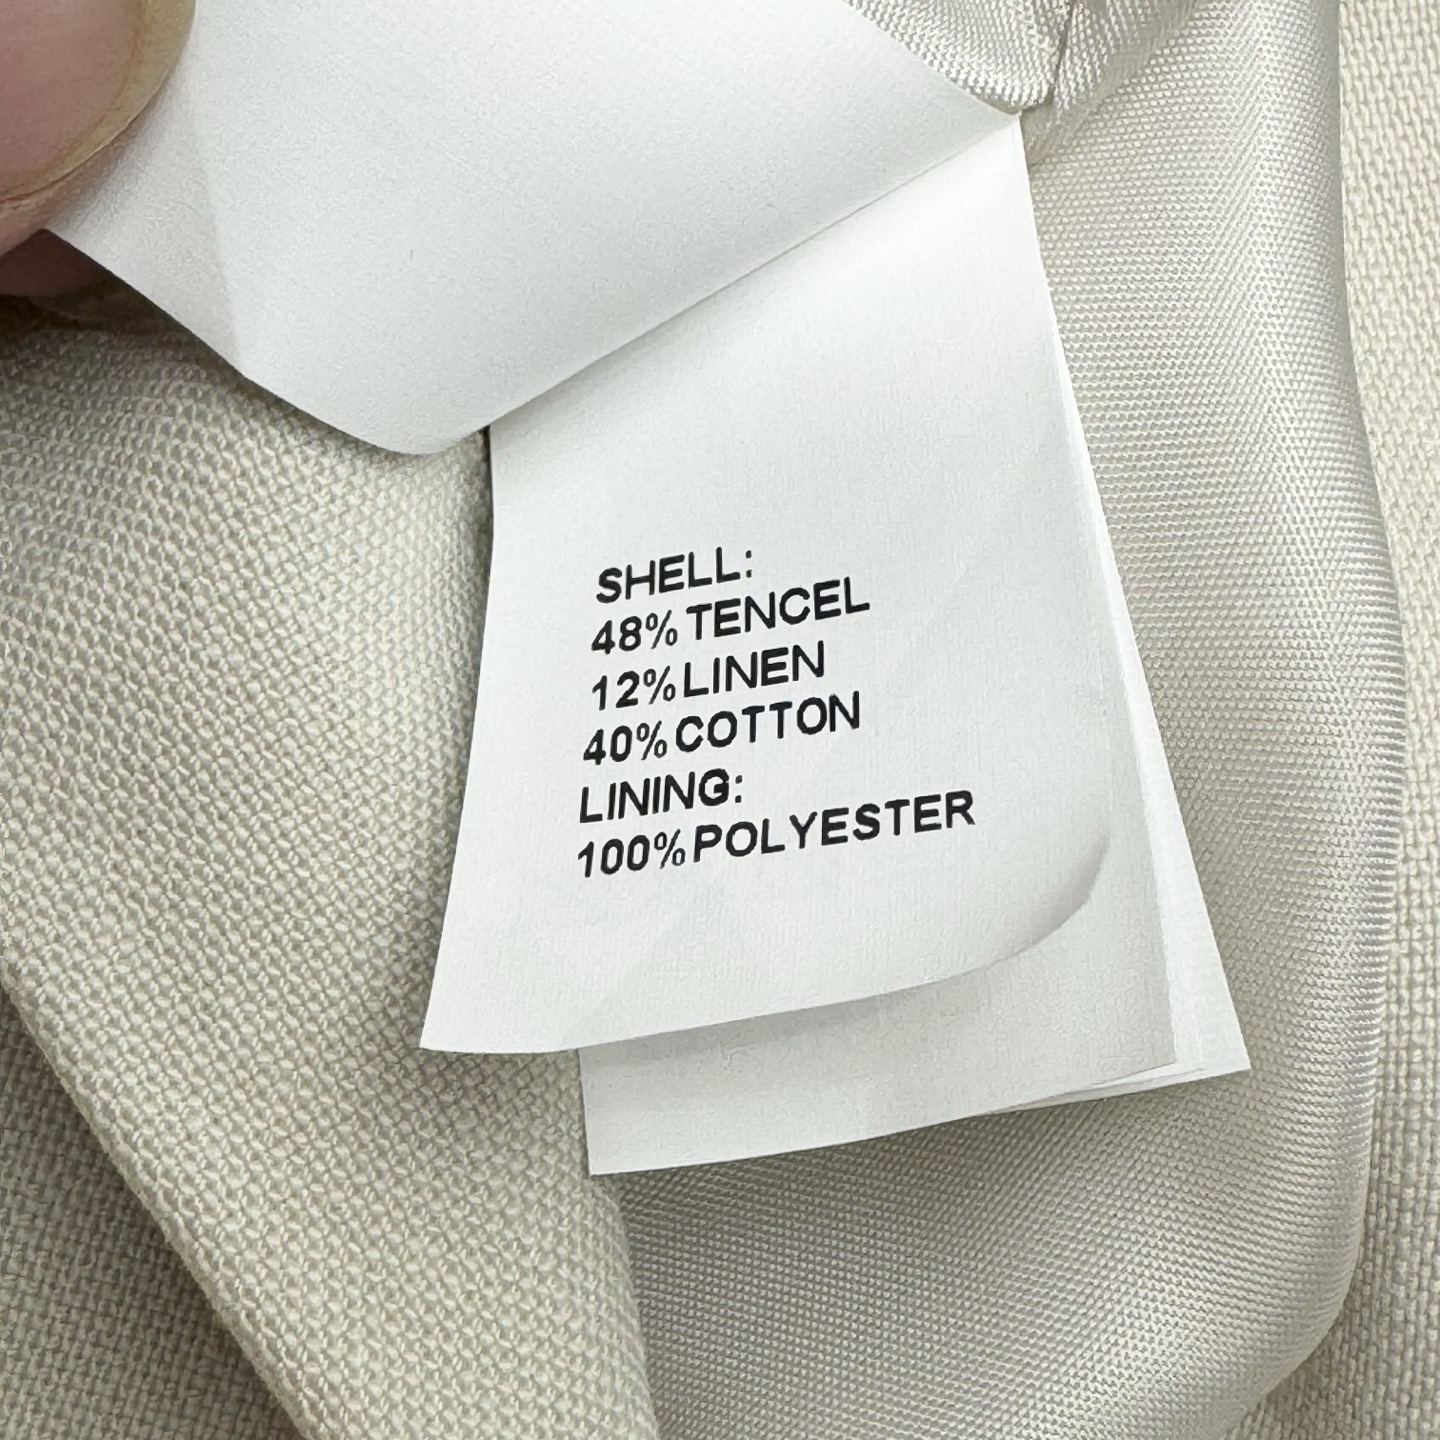 SHELL:
48% TENCEL
12% LINEN
40% COTTON
LINING:
100% POLYESTER